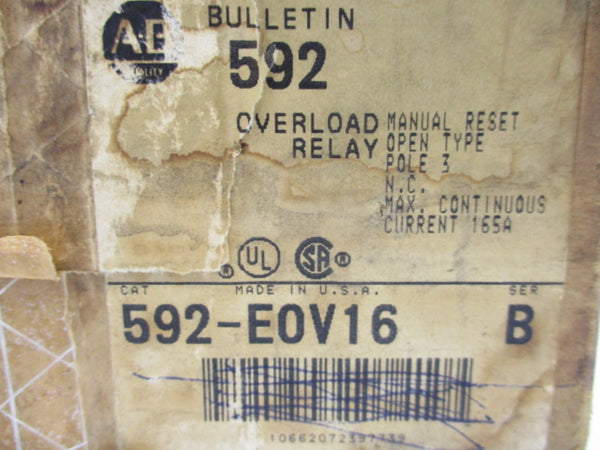 BULLETIN
A-B
QUALITY
592
OVERLOAD
RELAY
MANUAL RESET
OPEN TYPE
POLE 3
N.C.
MAX. CONTINUOUS
CURRENT 165A
® UL SA ®
CAT MADE IN U.S.A. SER
592-EOV16 B
10662072397739